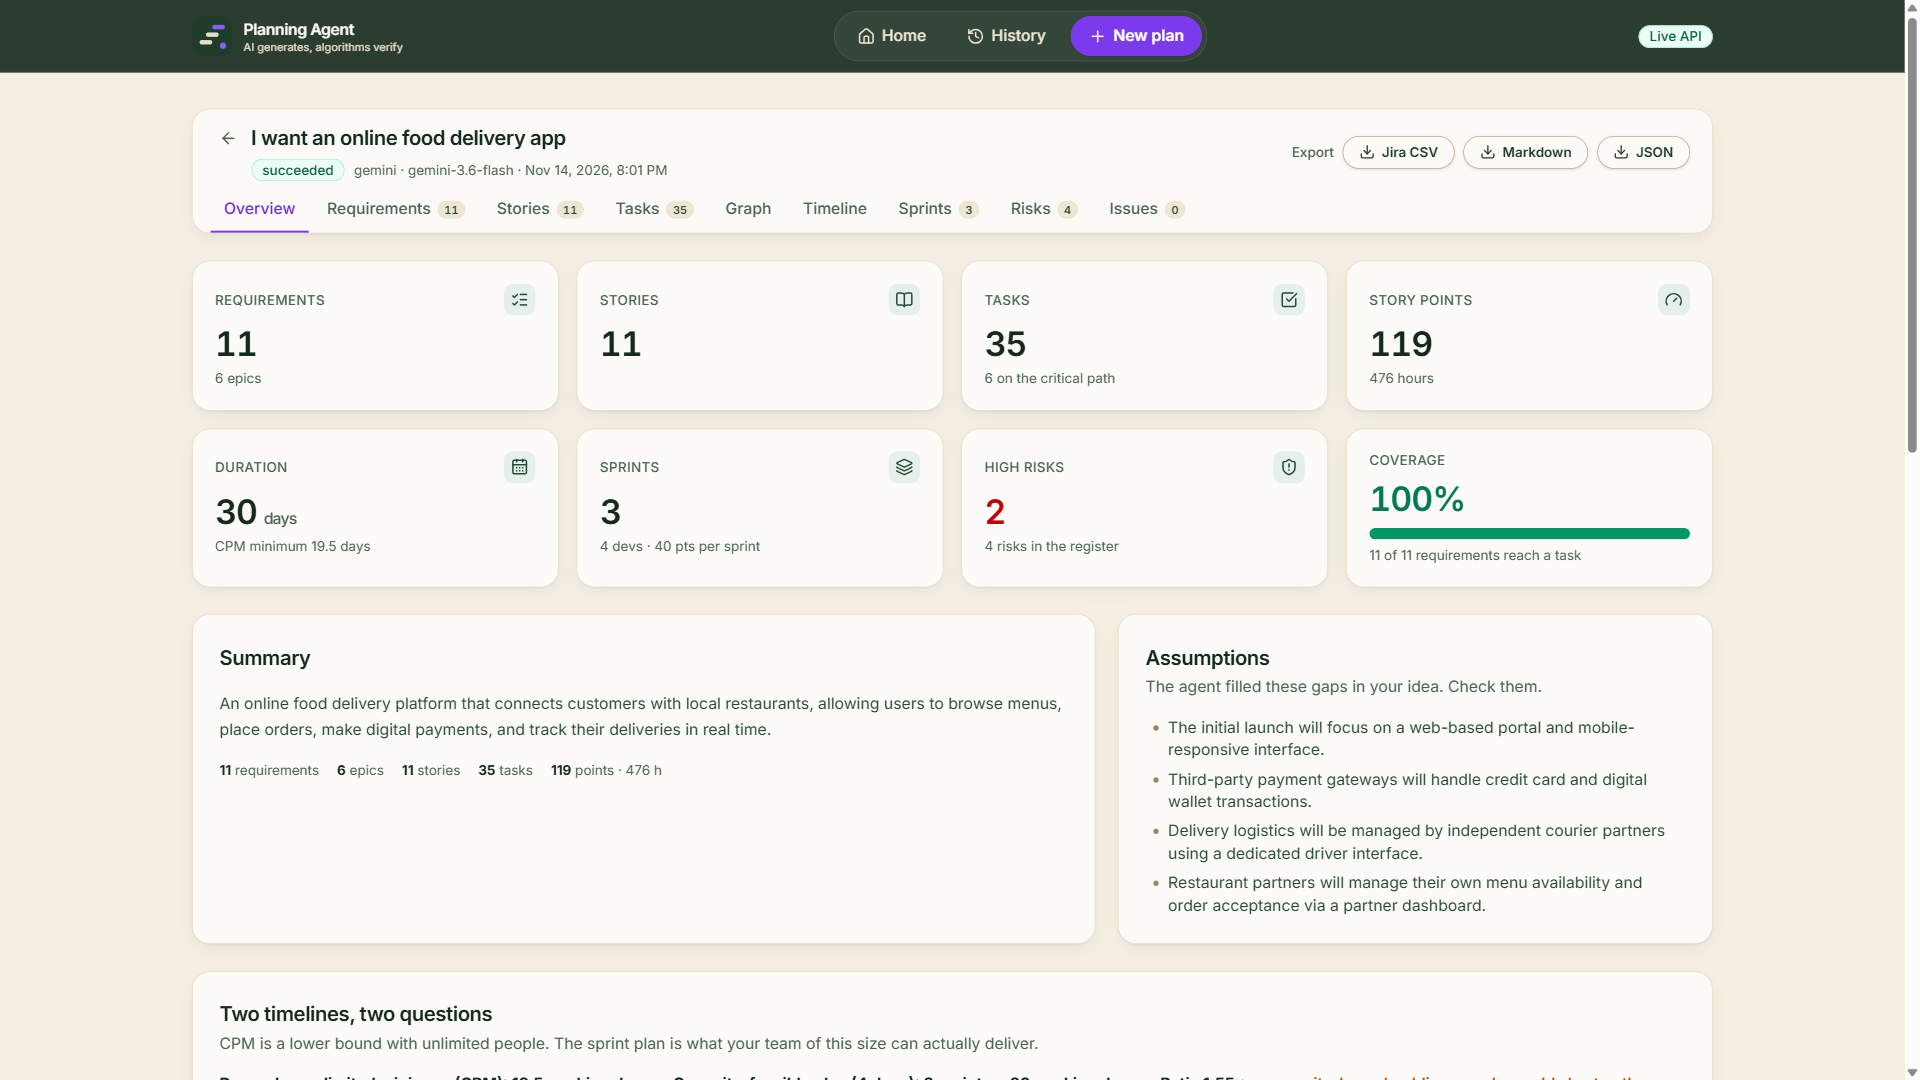 Planning Agent
AI generates, algorithms verify
Home
History
New plan
Live API
I want an online food delivery app
succeeded gemini · gemini-3.6-flash · Nov 14, 2026, 8:01 PM
Export
Jira CSV
Markdown
JSON
Overview
Requirements 11
Stories 11
Tasks 35
Graph
Timeline
Sprints 3
Risks 4
Issues 0
REQUIREMENTS
11
6 epics
STORIES
11
TASKS
35
6 on the critical path
STORY POINTS
119
476 hours
DURATION
30 days
CPM minimum 19.5 days
SPRINTS
3
4 devs · 40 pts per sprint
HIGH RISKS
2
4 risks in the register
COVERAGE
100%
11 of 11 requirements reach a task
Summary
An online food delivery platform that connects customers with local restaurants, allowing users to browse menus,
place orders, make digital payments, and track their deliveries in real time.
11 requirements 6 epics 11 stories 35 tasks 119 points · 476 h
Assumptions
The agent filled these gaps in your idea. Check them.
• The initial launch will focus on a web-based portal and mobile-
responsive interface.
• Third-party payment gateways will handle credit card and digital
wallet transactions.
• Delivery logistics will be managed by independent courier partners
using a dedicated driver interface.
• Restaurant partners will manage their own menu availability and
order acceptance via a partner dashboard.
Two timelines, two questions
CPM is a lower bound with unlimited people. The sprint plan is what your team of this size can actually deliver.